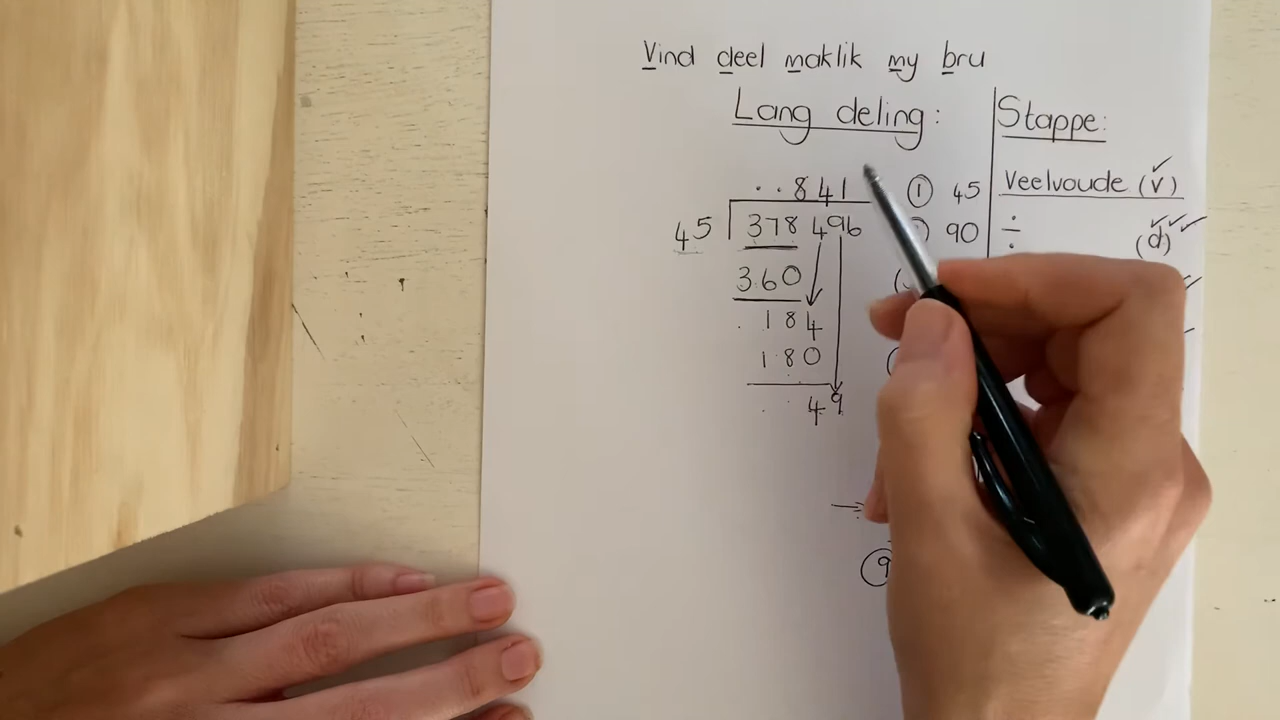 Vind deel maklik my bru
Lang deling:
Stappe:
..841
① 45
Veelvoude (v) ✓
45 378 496
90
÷ (d) ✓✓✓
360
. 184
180
. . 49
→
⑨